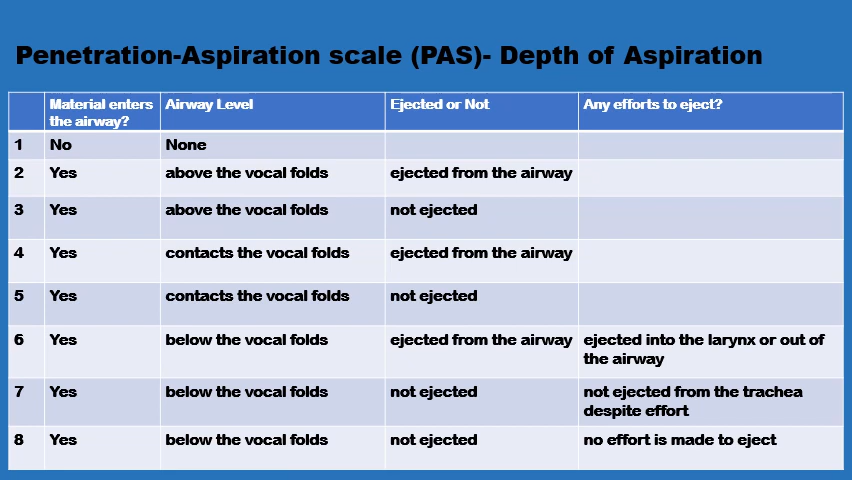 Penetration-Aspiration scale (PAS)- Depth of Aspiration
Material enters the airway? Airway Level Ejected or Not Any efforts to eject?
1 No None
2 Yes above the vocal folds ejected from the airway
3 Yes above the vocal folds not ejected
4 Yes contacts the vocal folds ejected from the airway
5 Yes contacts the vocal folds not ejected
6 Yes below the vocal folds ejected from the airway ejected into the larynx or out of the airway
7 Yes below the vocal folds not ejected not ejected from the trachea despite effort
8 Yes below the vocal folds not ejected no effort is made to eject